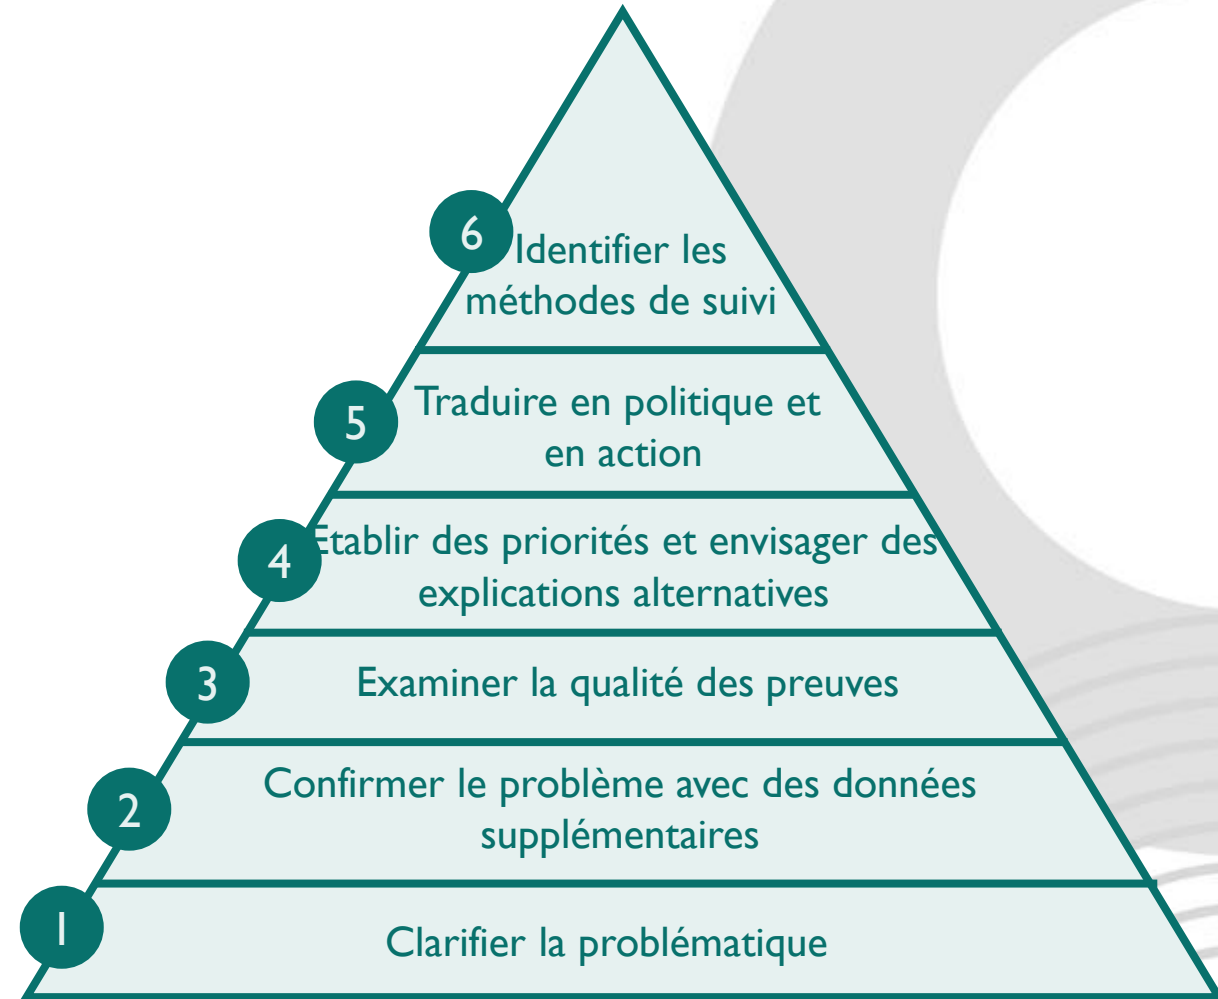 6
Identifier les
méthodes de suivi
5
Traduire en politique et
en action
4
Etablir des priorités et envisager des
explications alternatives
3
Examiner la qualité des preuves
2
Confirmer le problème avec des données
supplémentaires
1
Clarifier la problématique